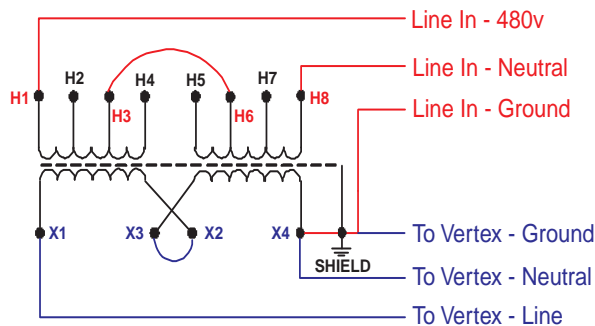 Line In - 480v
Line In - Neutral
Line In - Ground
H1 H2 H3 H4 H5 H6 H7 H8
X1 X3 X2 X4
SHIELD
To Vertex - Ground
To Vertex - Neutral
To Vertex - Line